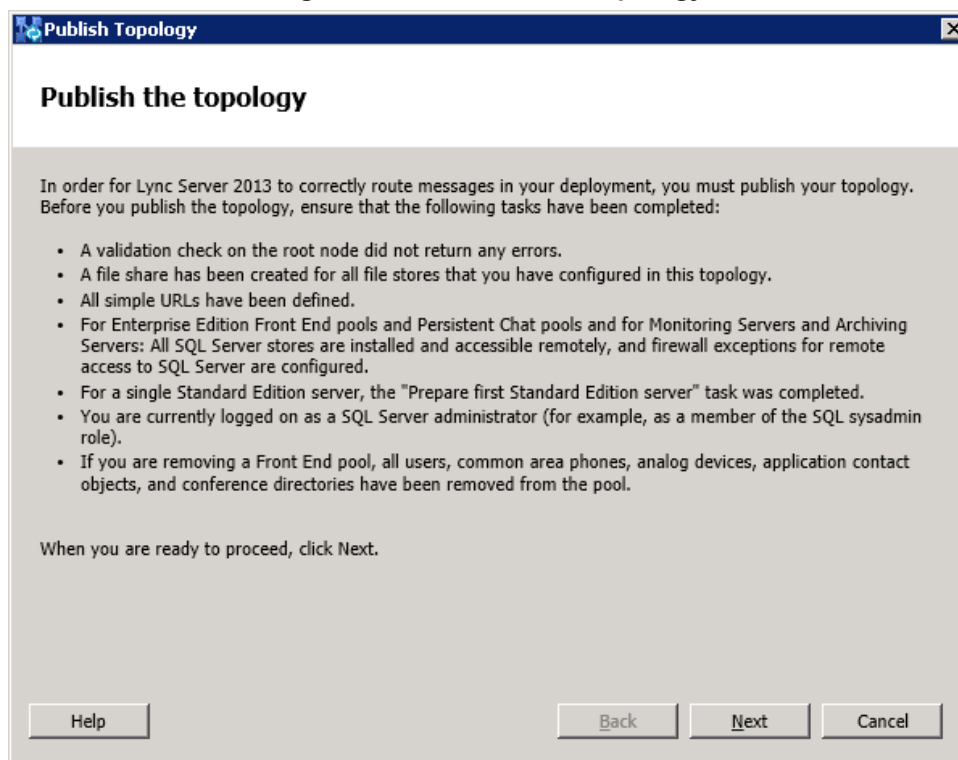 Publish Topology
Publish the topology
In order for Lync Server 2013 to correctly route messages in your deployment, you must publish your topology.
Before you publish the topology, ensure that the following tasks have been completed:
• A validation check on the root node did not return any errors.
• A file share has been created for all file stores that you have configured in this topology.
• All simple URLs have been defined.
• For Enterprise Edition Front End pools and Persistent Chat pools and for Monitoring Servers and Archiving
Servers: All SQL Server stores are installed and accessible remotely, and firewall exceptions for remote
access to SQL Server are configured.
• For a single Standard Edition server, the "Prepare first Standard Edition server" task was completed.
• You are currently logged on as a SQL Server administrator (for example, as a member of the SQL sysadmin
role).
• If you are removing a Front End pool, all users, common area phones, analog devices, application contact
objects, and conference directories have been removed from the pool.
When you are ready to proceed, click Next.
Help Back Next Cancel